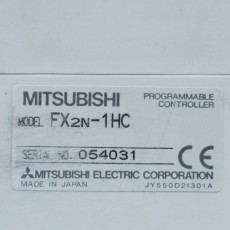 MITSUBISHI PROGRAMMABLE CONTROLLER
MODEL FX2N-1HC
SERIAL NO. 054031
CE
MITSUBISHI ELECTRIC CORPORATION
MADE IN JAPAN JY550D21301A